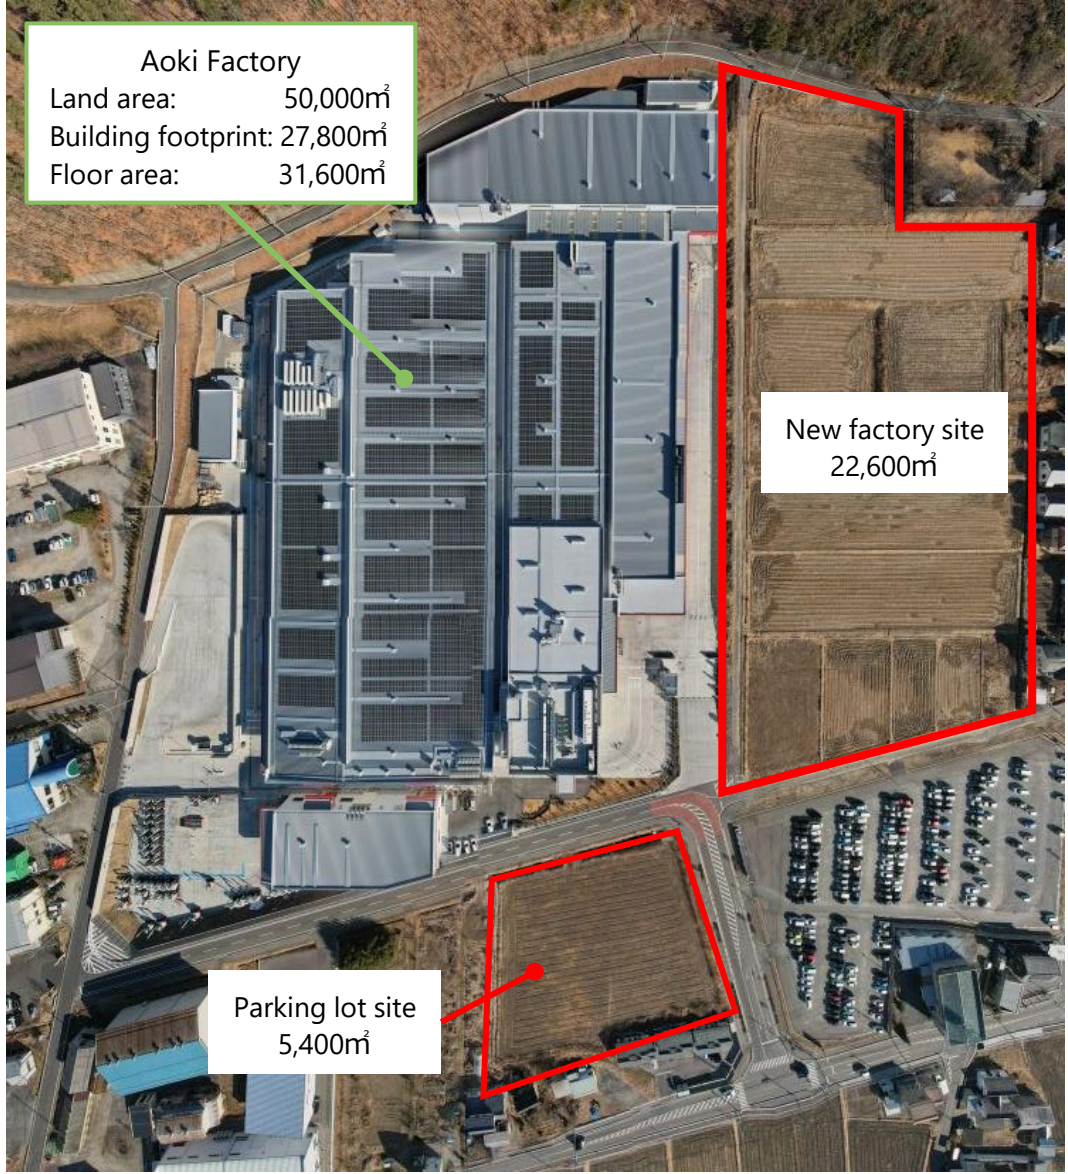 Aoki Factory
Land area: 50,000㎡
Building footprint: 27,800㎡
Floor area: 31,600㎡
New factory site
22,600㎡
Parking lot site
5,400㎡